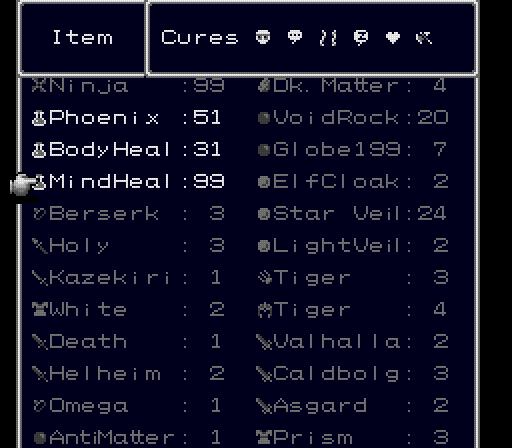 Item
Cures
Ninja :99 Dk. Matter: 4
Phoenix :51 VoidRock:20
BodyHeal:31 Globe199: 7
MindHeal:99 ElfCloak: 2
Berserk : 3 Star Veil:24
Holy : 3 LightVeil: 2
Kazekiri: 1 Tiger : 3
White : 2 Tiger : 4
Death : 1 Valhalla: 2
Helheim : 2 Caldbolg: 3
Omega : 1 Asgard : 2
AntiMatter: 1 Prism : 3